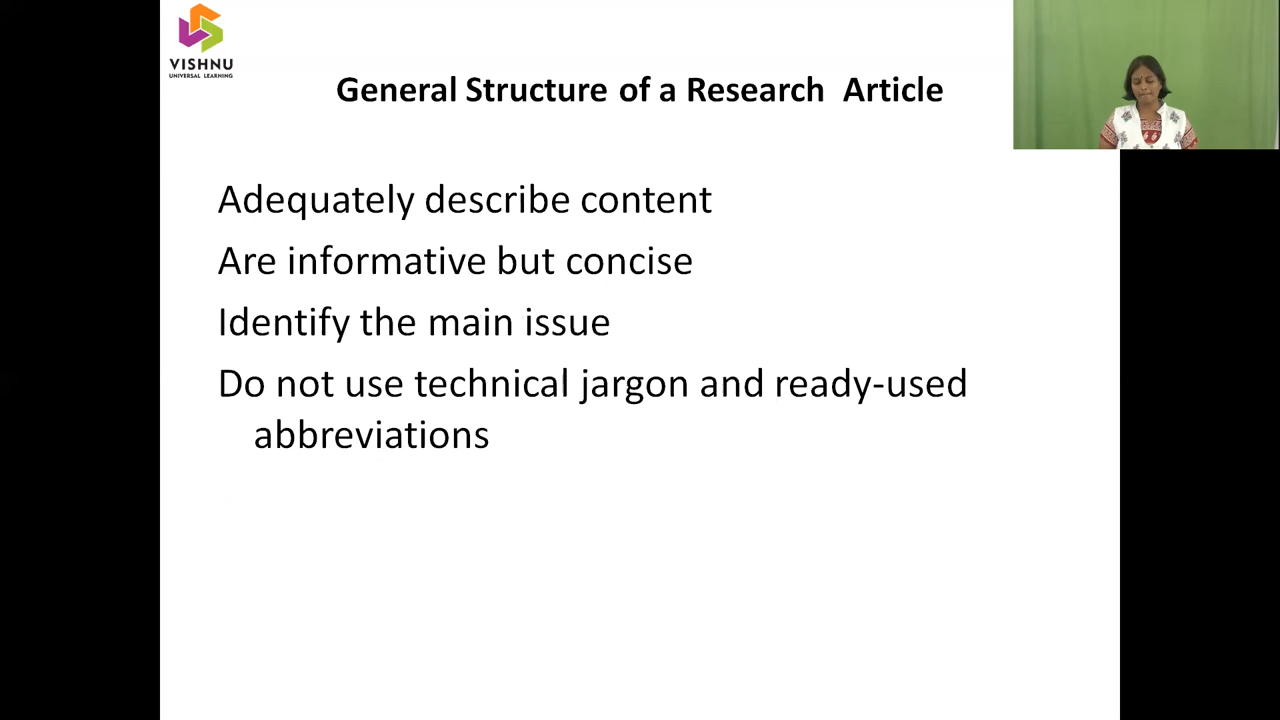 VISHNU
UNIVERSAL LEARNING
General Structure of a Research Article
Adequately describe content
Are informative but concise
Identify the main issue
Do not use technical jargon and ready-used
abbreviations